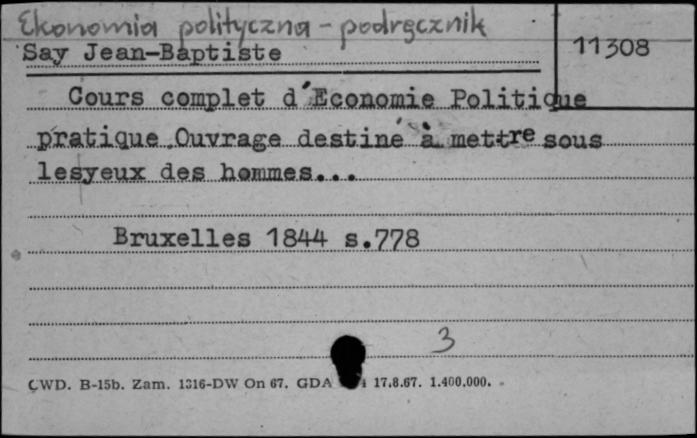 Ekonomia polityczna - podręcznik
Say Jean-Baptiste
11308
Cours complet d'Economie Politique
pratique Ouvrage destiné à mettre sous
lesyeux des hommes...
Bruxelles 1844 s.778
3
CWD. B-15b. Zam. 1316-DW On 67. GDA 17.8.67. 1.400.000.